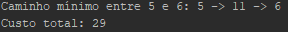 Caminho mínimo entre 5 e 6: 5 -> 11 -> 6
Custo total: 29